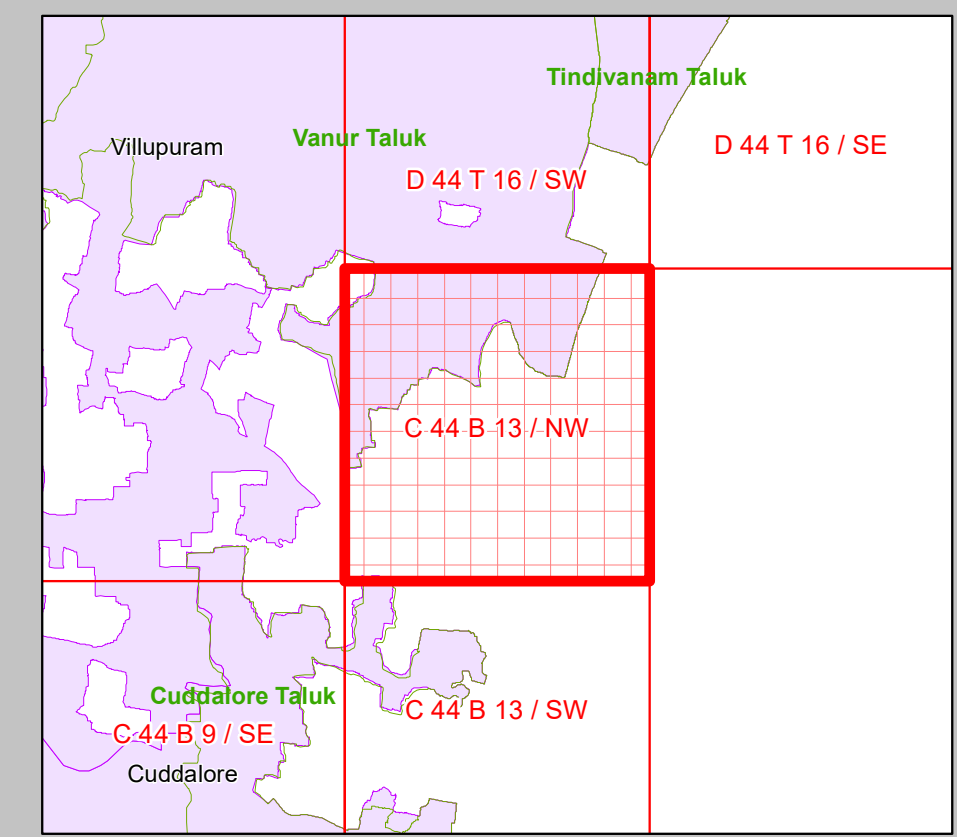 Tindivanam Taluk
Vanur Taluk
Villupuram
D 44 T 16 / SE
D 44 T 16 / SW
C 44 B 13 / NW
Cuddalore Taluk
C 44 B 13 / SW
C 44 B 9 / SE
Cuddalore